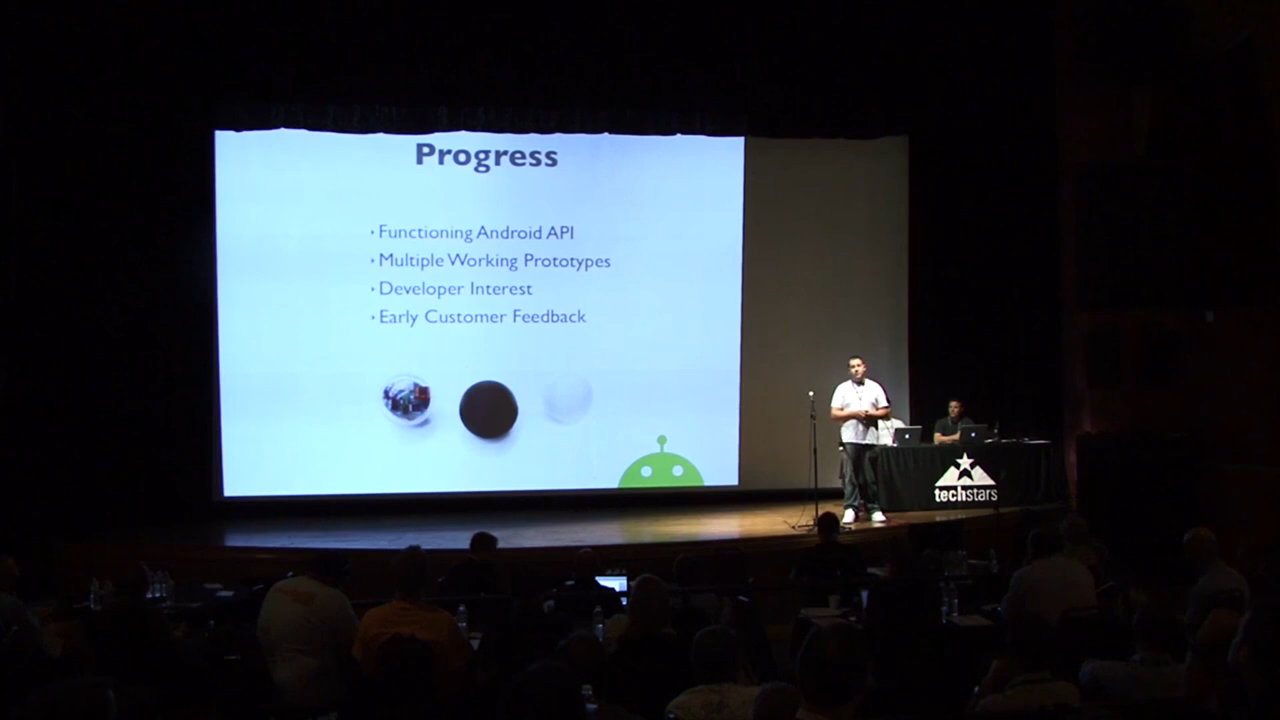 Progress
‣ Functioning Android API
‣ Multiple Working Prototypes
‣ Developer Interest
‣ Early Customer Feedback
techstars